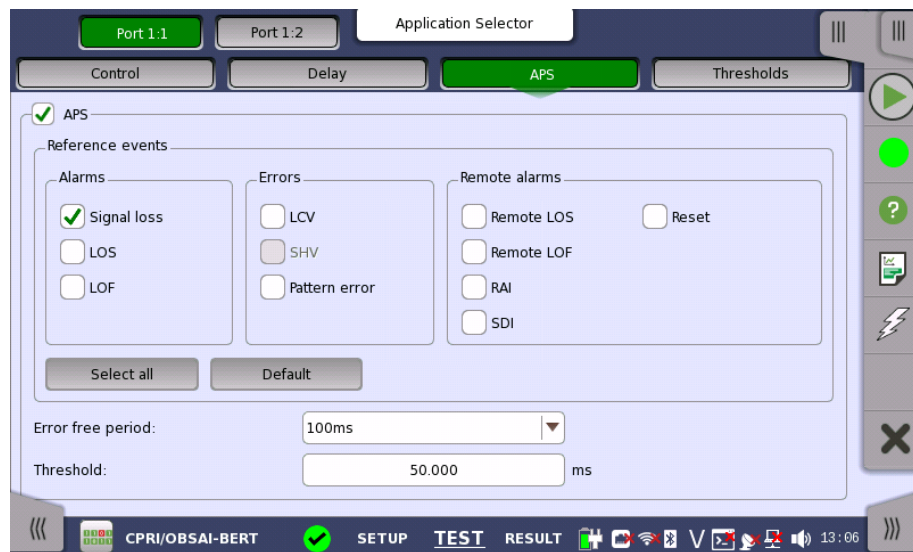 Port 1:1 Port 1:2 Application Selector
Control Delay APS Thresholds
APS
Reference events
Alarms Errors Remote alarms
Signal loss LCV Remote LOS Reset
LOS SHV Remote LOF
LOF Pattern error RAI
SDI
Select all Default
Error free period: 100ms
Threshold: 50.000 ms
CPRI/OBSAI-BERT SETUP TEST RESULT V 13:06